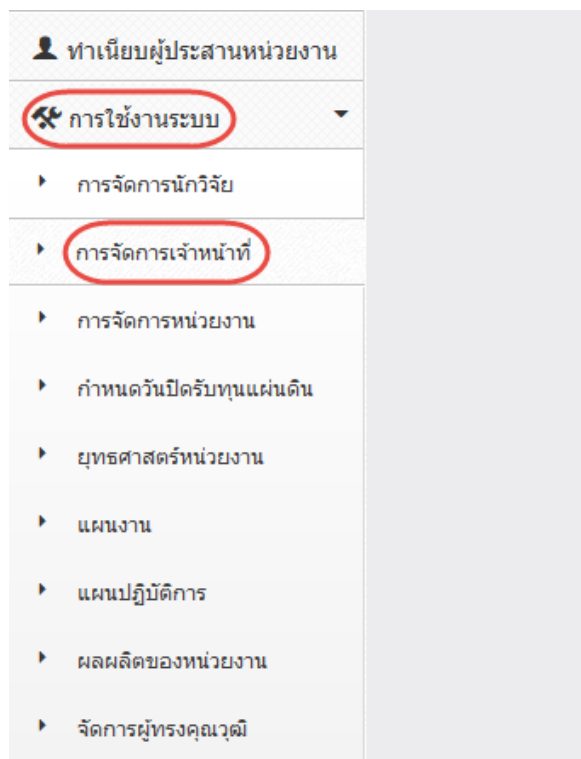 ทำเนียบผู้ประสานหน่วยงาน
การใช้งานระบบ
การจัดการนักวิจัย
การจัดการเจ้าหน้าที่
การจัดการหน่วยงาน
กำหนดวันปิดรับทุนแผ่นดิน
ยุทธศาสตร์หน่วยงาน
แผนงาน
แผนปฏิบัติการ
ผลผลิตของหน่วยงาน
จัดการผู้ทรงคุณวุฒิ